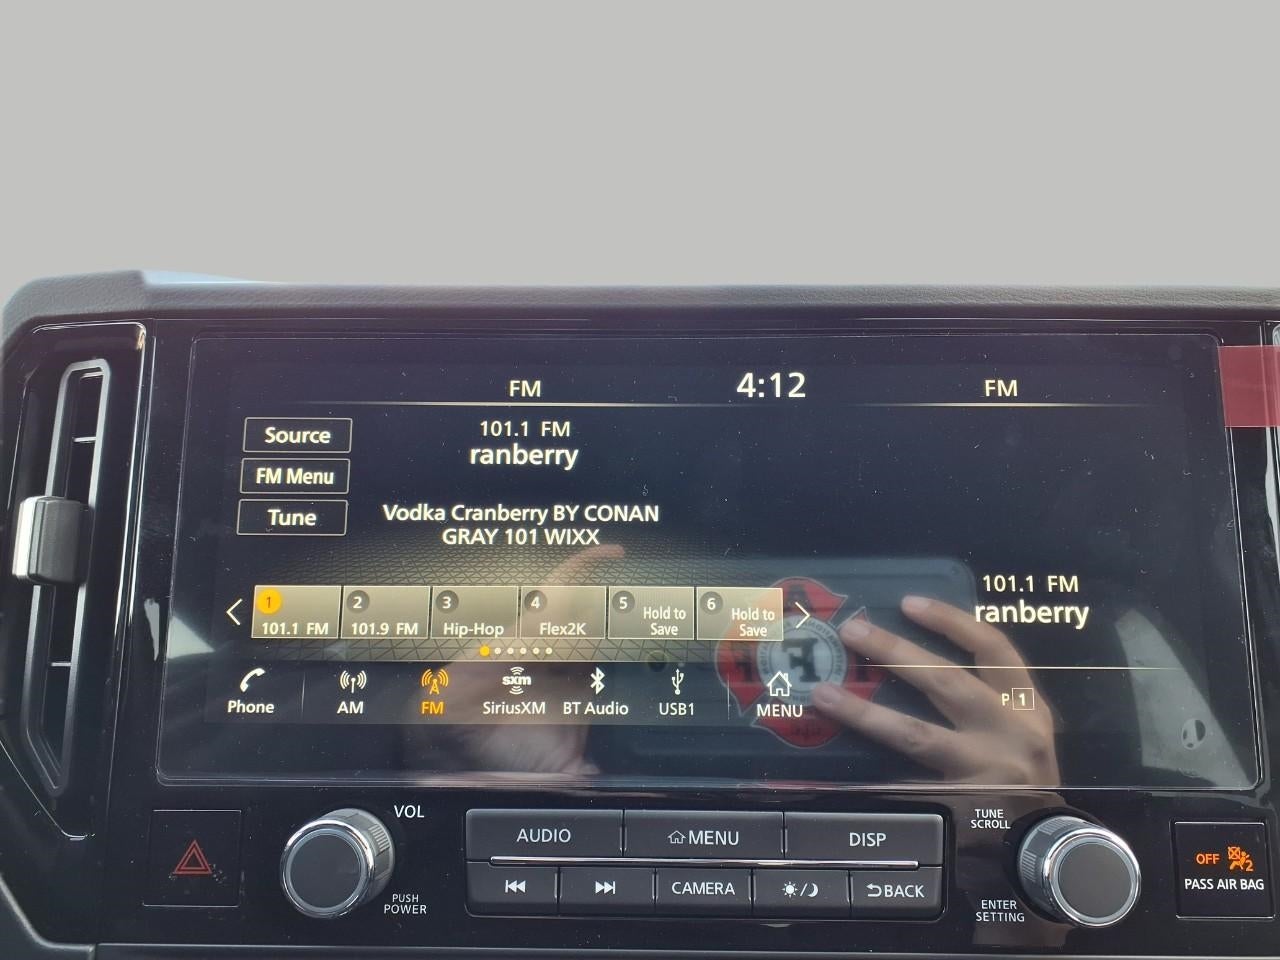 FM
4:12
FM
Source
FM Menu
Tune
101.1 FM
ranberry
Vodka Cranberry BY CONAN
GRAY 101 WIXX
1
101.1 FM
2
101.9 FM
3
Hip-Hop
4
Flex2K
5
Hold to
Save
6
Hold to
Save
101.1 FM
ranberry
Phone
AM
FM
sxm
SiriusXM
BT Audio
USB1
MENU
P 1
VOL
PUSH
POWER
AUDIO
MENU
DISP
CAMERA
BACK
TUNE
SCROLL
ENTER
SETTING
OFF
2
PASS AIR BAG